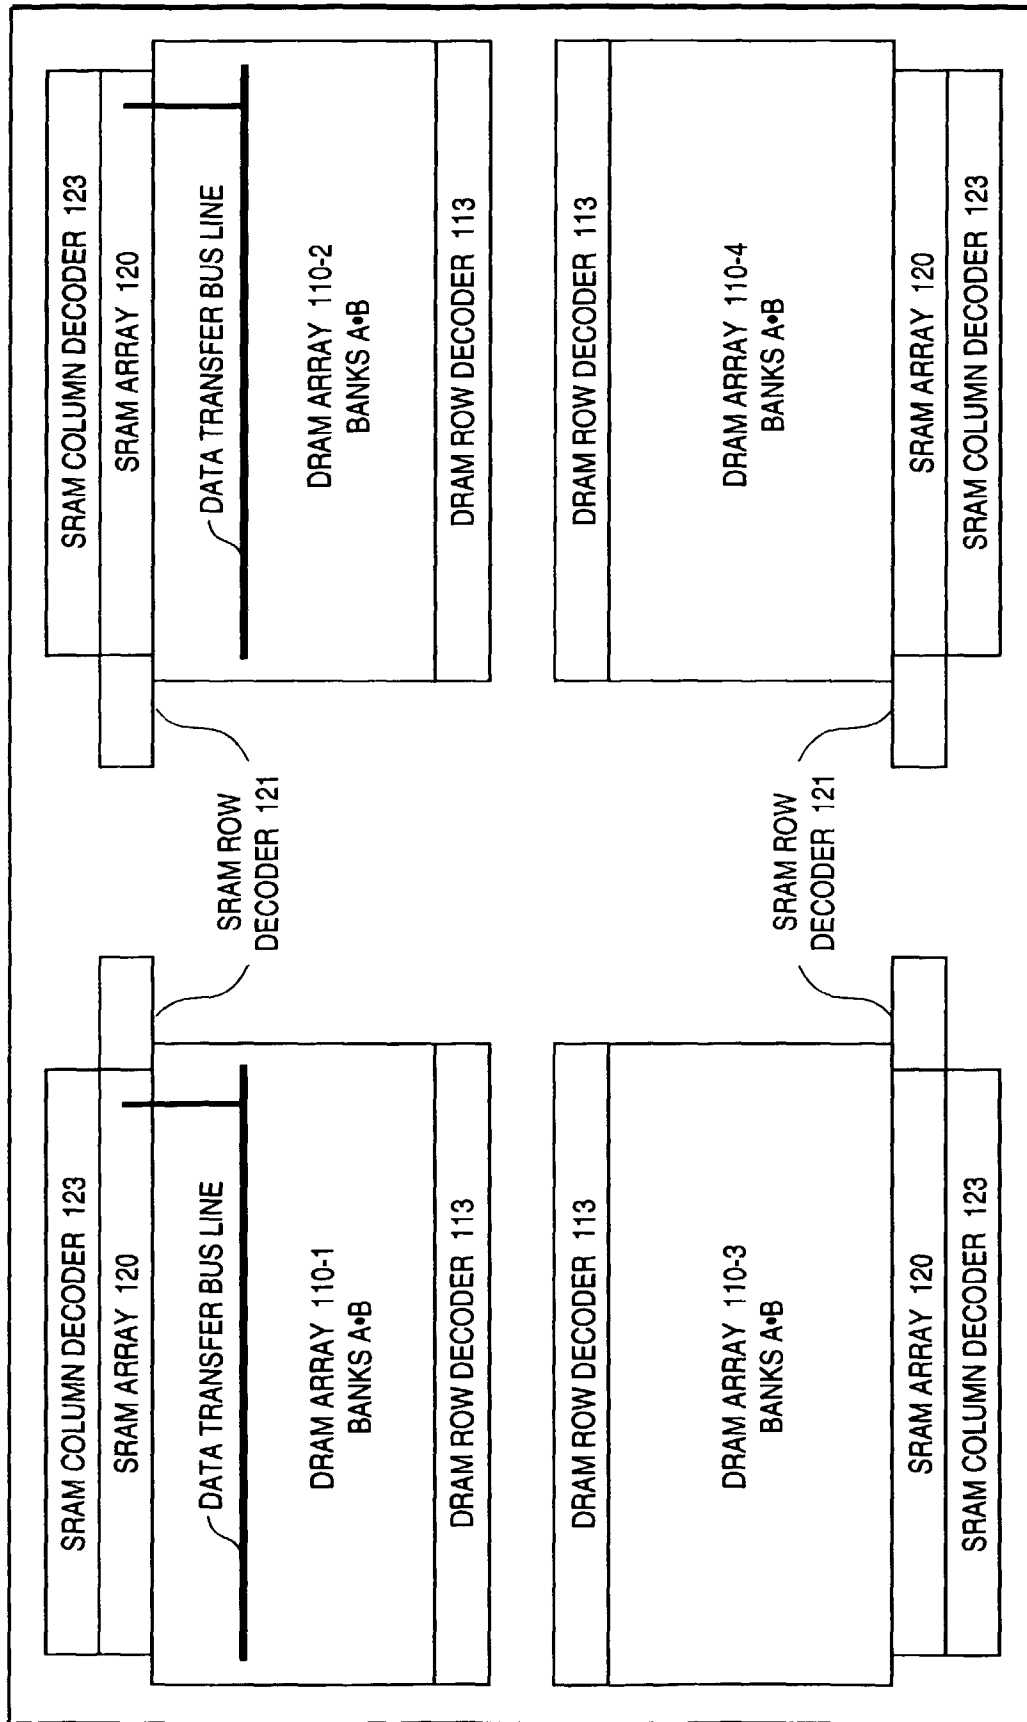 SRAM COLUMN DECODER 123
SRAM ARRAY 120
DATA TRANSFER BUS LINE
DRAM ARRAY 110-1
BANKS A•B
DRAM ROW DECODER 113
SRAM COLUMN DECODER 123
SRAM ARRAY 120
DATA TRANSFER BUS LINE
DRAM ARRAY 110-2
BANKS A•B
DRAM ROW DECODER 113
SRAM ROW
DECODER 121
DRAM ROW DECODER 113
DRAM ARRAY 110-3
BANKS A•B
SRAM ARRAY 120
SRAM COLUMN DECODER 123
DRAM ROW DECODER 113
DRAM ARRAY 110-4
BANKS A•B
SRAM ARRAY 120
SRAM COLUMN DECODER 123
SRAM ROW
DECODER 121